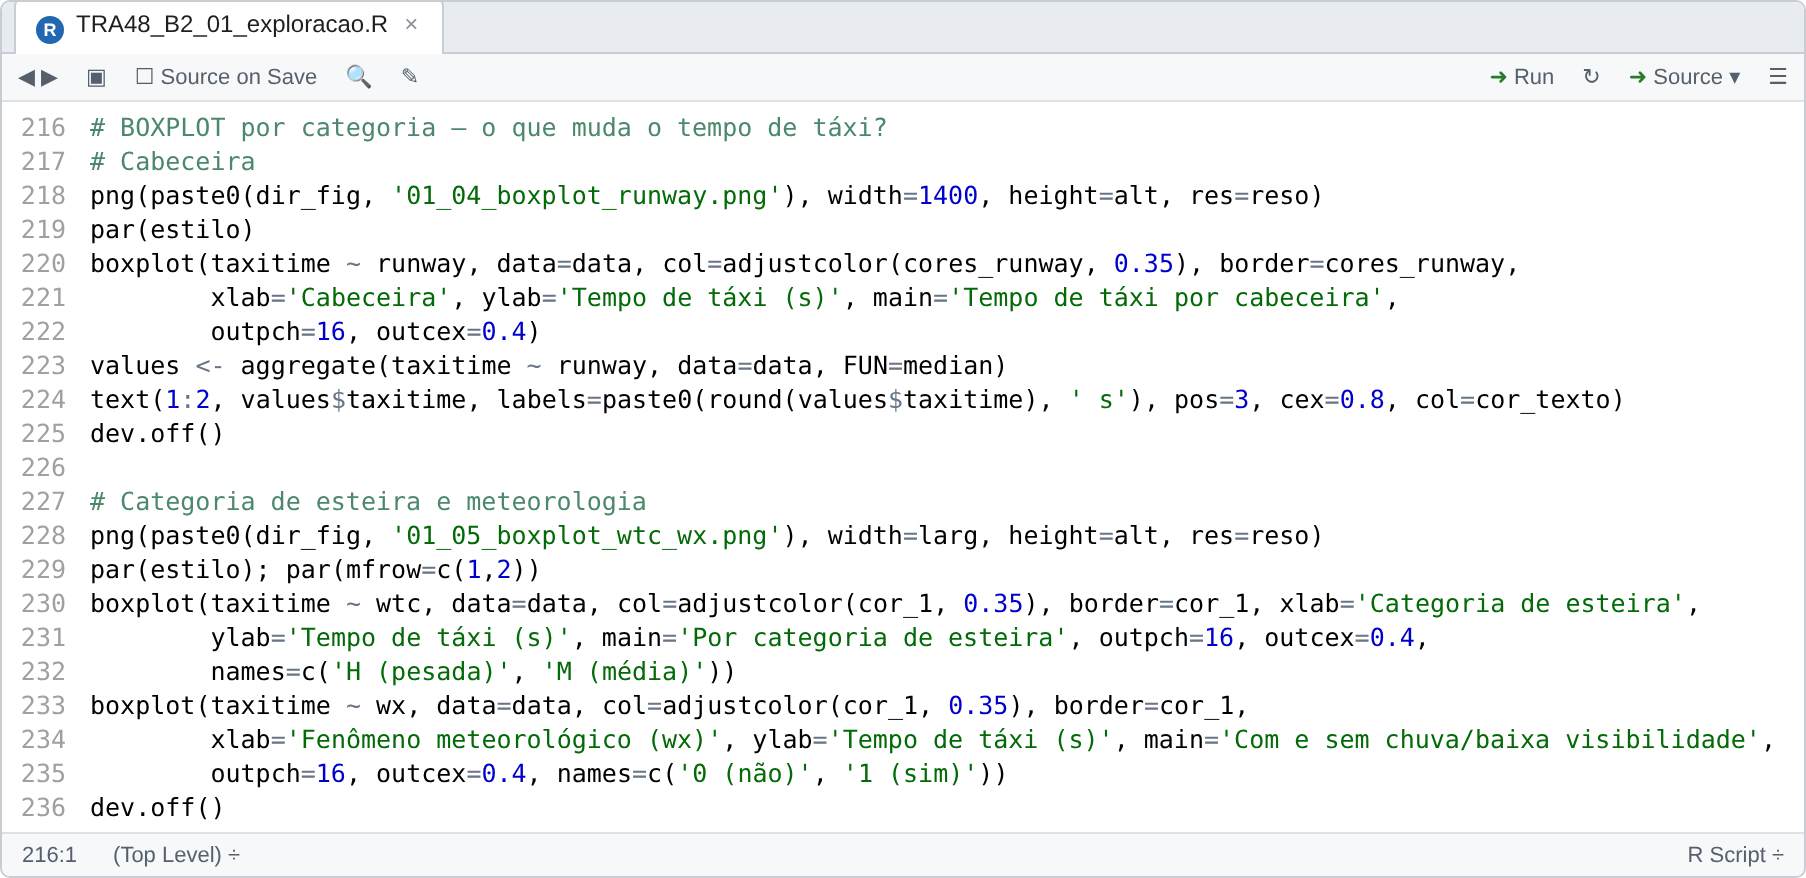 R TRA48_B2_01_exploracao.R ×
◀ ▶ ▣ ☐ Source on Save 🔍 ✎ ➜ Run ↻ ➜ Source ▾ ☰
216 # BOXPLOT por categoria — o que muda o tempo de táxi?
217 # Cabeceira
218 png(paste0(dir_fig, '01_04_boxplot_runway.png'), width=1400, height=alt, res=reso)
219 par(estilo)
220 boxplot(taxitime ~ runway, data=data, col=adjustcolor(cores_runway, 0.35), border=cores_runway,
221         xlab='Cabeceira', ylab='Tempo de táxi (s)', main='Tempo de táxi por cabeceira',
222         outpch=16, outcex=0.4)
223 values <- aggregate(taxitime ~ runway, data=data, FUN=median)
224 text(1:2, values$taxitime, labels=paste0(round(values$taxitime), ' s'), pos=3, cex=0.8, col=cor_texto)
225 dev.off()
226
227 # Categoria de esteira e meteorologia
228 png(paste0(dir_fig, '01_05_boxplot_wtc_wx.png'), width=larg, height=alt, res=reso)
229 par(estilo); par(mfrow=c(1,2))
230 boxplot(taxitime ~ wtc, data=data, col=adjustcolor(cor_1, 0.35), border=cor_1, xlab='Categoria de esteira',
231         ylab='Tempo de táxi (s)', main='Por categoria de esteira', outpch=16, outcex=0.4,
232         names=c('H (pesada)', 'M (média)'))
233 boxplot(taxitime ~ wx, data=data, col=adjustcolor(cor_1, 0.35), border=cor_1,
234         xlab='Fenômeno meteorológico (wx)', ylab='Tempo de táxi (s)', main='Com e sem chuva/baixa visibilidade',
235         outpch=16, outcex=0.4, names=c('0 (não)', '1 (sim)'))
236 dev.off()
216:1 (Top Level) ÷ R Script ÷